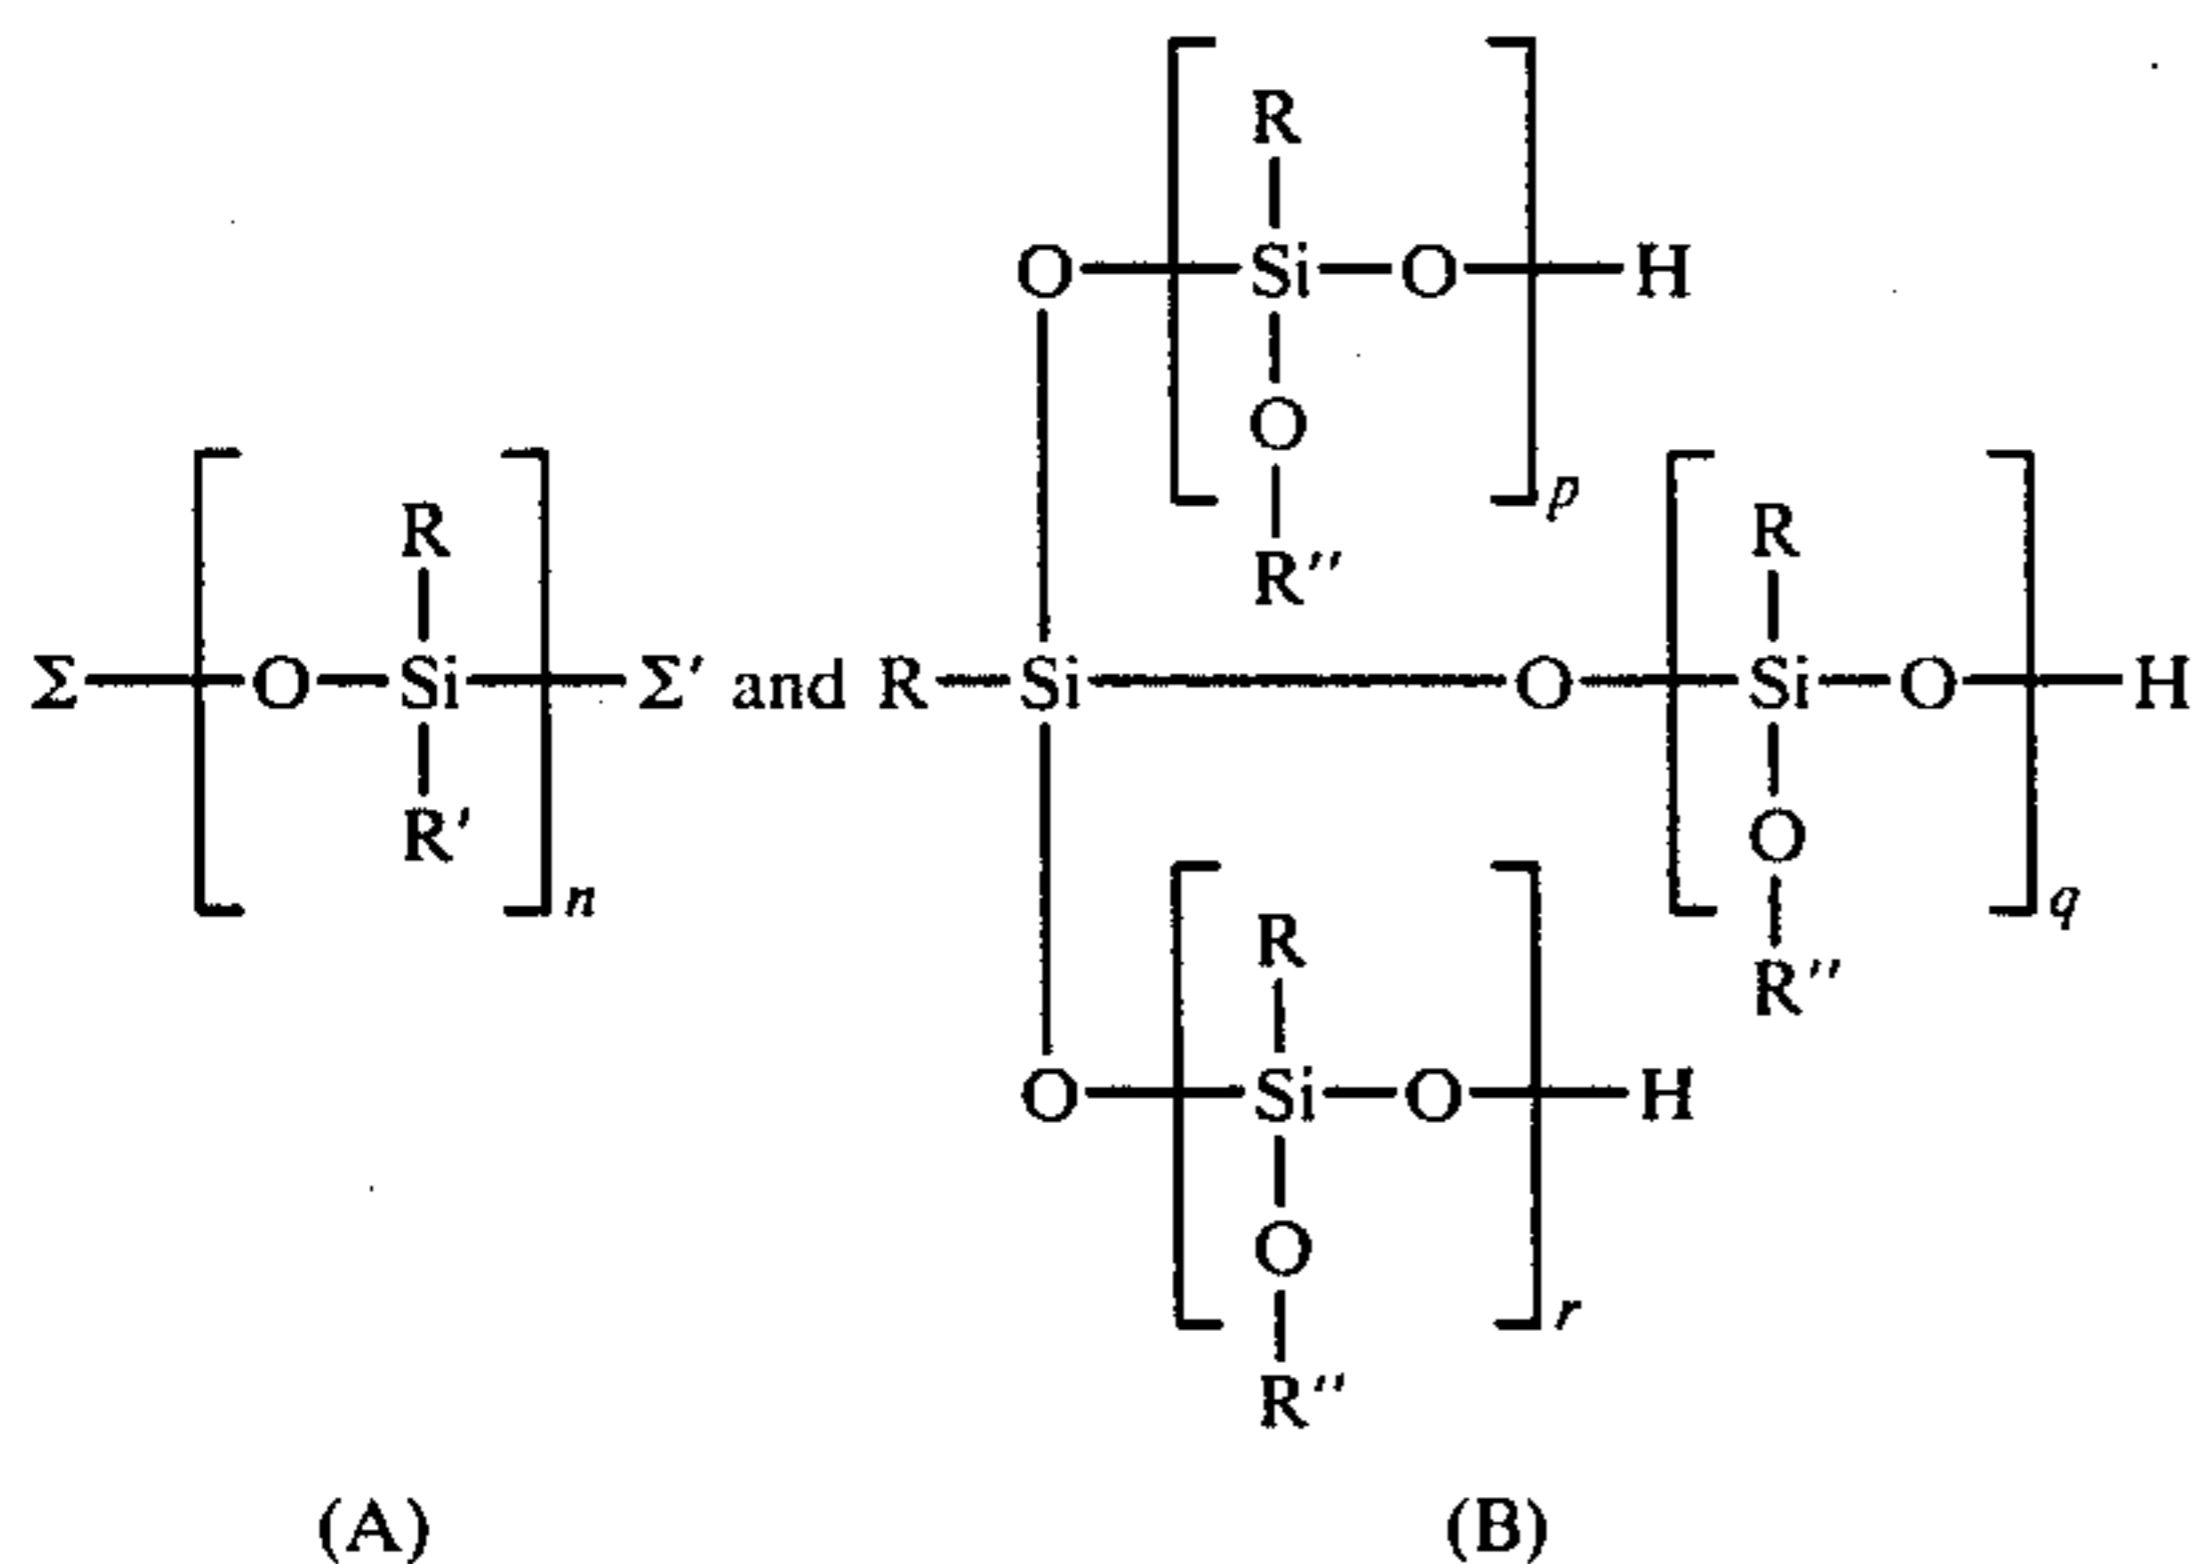 R
O Si O H
O p
R R R″ R
Σ O Si Σ′ and R Si O Si O H
R′ O
n R q
R″
O Si O H
O
r
R″
(A) (B)